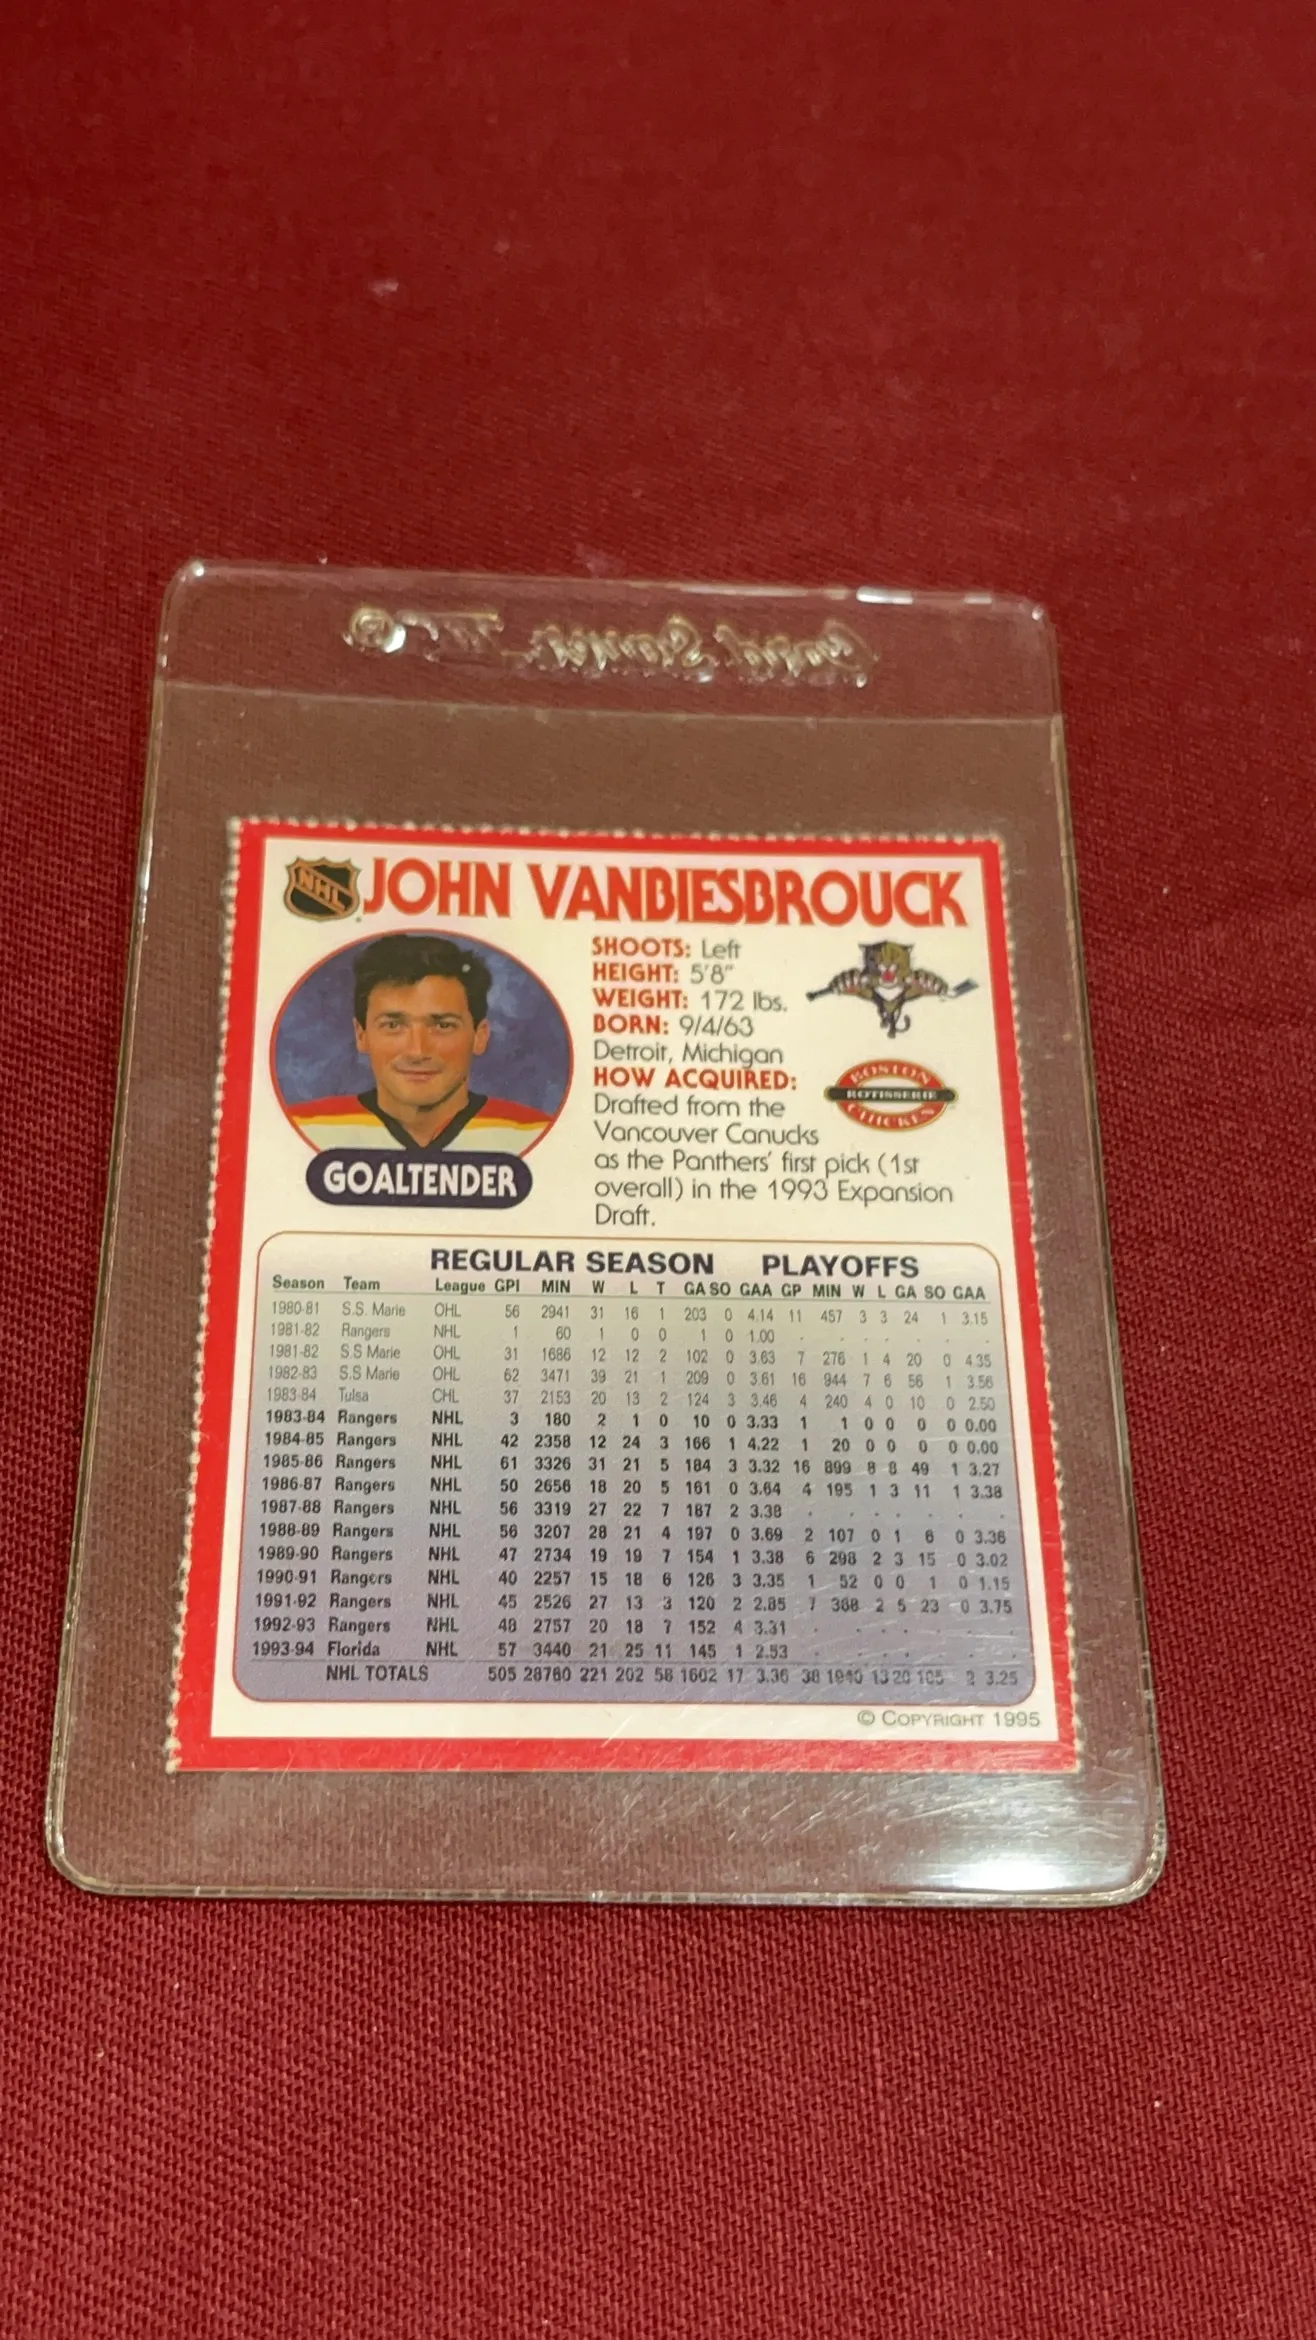 Card Saver
NHL JOHN VANBIESBROUCK
SHOOTS: Left
HEIGHT: 5'8"
WEIGHT: 172 lbs.
BORN: 9/4/63
Detroit, Michigan
HOW ACQUIRED:
Drafted from the
Vancouver Canucks
as the Panthers' first pick (1st
overall) in the 1993 Expansion
Draft.
BOSTON
ROTISSERIE
CHICKEN
GOALTENDER
REGULAR SEASON PLAYOFFS
Season Team League GPI MIN W L T GA SO GAA GP MIN W L GA SO GAA
1980-81 S.S. Marie OHL 56 2941 31 16 1 203 0 4.14 11 457 3 3 24 1 3.15
1981-82 Rangers NHL 1 60 1 0 0 1 0 1.00 . . . . . . .
1981-82 S.S Marie OHL 31 1686 12 12 2 102 0 3.63 7 276 1 4 20 0 4.35
1982-83 S.S Marie OHL 62 3471 39 21 1 209 0 3.61 16 944 7 6 56 1 3.56
1983-84 Tulsa CHL 37 2153 20 13 2 124 3 3.46 4 240 4 0 10 0 2.50
1983-84 Rangers NHL 3 180 2 1 0 10 0 3.33 1 1 0 0 0 0 0.00
1984-85 Rangers NHL 42 2358 12 24 3 166 1 4.22 1 20 0 0 0 0 0.00
1985-86 Rangers NHL 61 3326 31 21 5 184 3 3.32 16 899 8 8 49 1 3.27
1986-87 Rangers NHL 50 2656 18 20 5 161 0 3.64 4 195 1 3 11 1 3.38
1987-88 Rangers NHL 56 3319 27 22 7 187 2 3.38 . . . . . . .
1988-89 Rangers NHL 56 3207 28 21 4 197 0 3.69 2 107 0 1 6 0 3.36
1989-90 Rangers NHL 47 2734 19 19 7 154 1 3.38 6 298 2 3 15 0 3.02
1990-91 Rangers NHL 40 2257 15 18 6 126 3 3.35 1 52 0 0 1 0 1.15
1991-92 Rangers NHL 45 2526 27 13 3 120 2 2.85 7 368 2 5 23 0 3.75
1992-93 Rangers NHL 48 2757 20 18 7 152 4 3.31 . . . . . . .
1993-94 Florida NHL 57 3440 21 25 11 145 1 2.53 . . . . . . .
NHL TOTALS 505 28760 221 202 58 1602 17 3.36 38 1940 13 20 105 2 3.25
© COPYRIGHT 1995